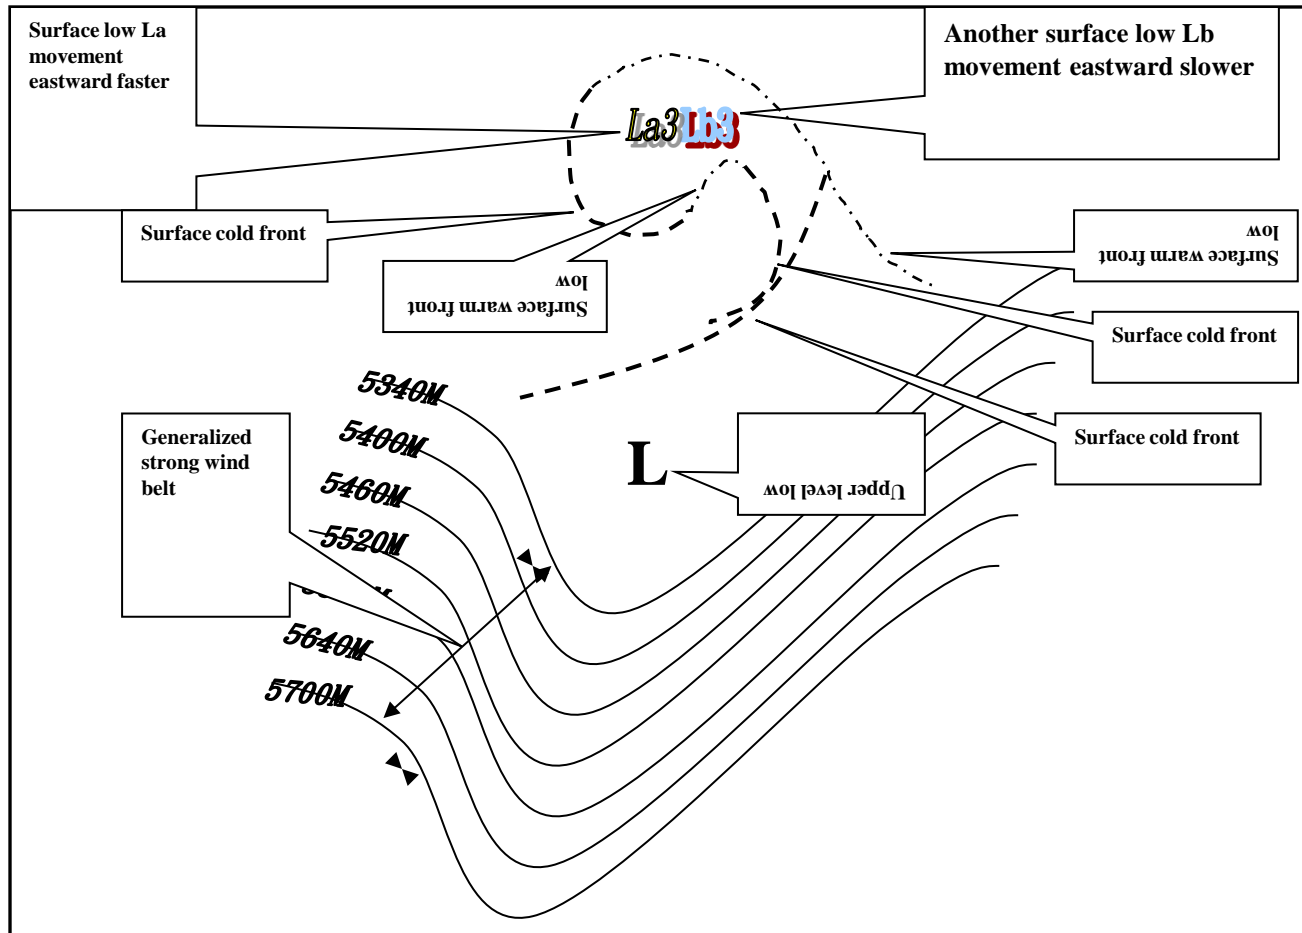 Surface low La
movement
eastward faster
Another surface low Lb
movement eastward slower
La3 Lb3
Surface cold front
Surface warm front
low
Surface warm front
low
Surface cold front
Surface cold front
5340M
5400M
5460M
5520M
5640M
5700M
Generalized
strong wind
belt
L
Upper level low